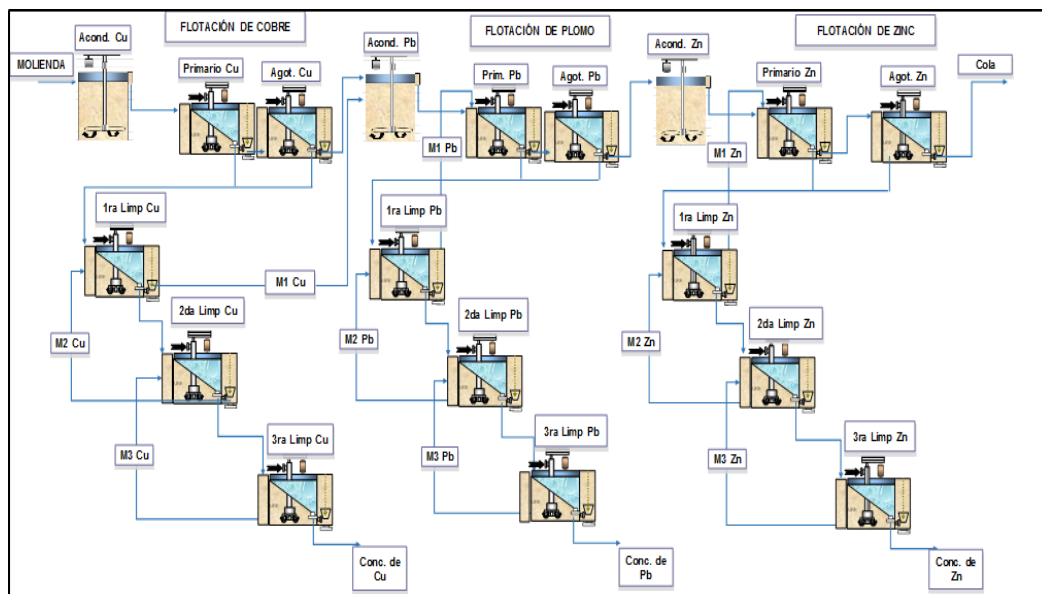 FLOTACIÓN DE COBRE
FLOTACIÓN DE PLOMO
FLOTACIÓN DE ZINC
Acond. Cu
Acond. Pb
Acond. Zn
MOLIENDA
Primario Cu
Agot. Cu
Prim. Pb
Agot. Pb
Primario Zn
Agot. Zn
Cola
M1 Pb
M1 Zn
1ra Limp Cu
1ra Limp Pb
1ra Limp Zn
M1 Cu
2da Limp Cu
2da Limp Pb
2da Limp Zn
M2 Cu
M2 Pb
M2 Zn
3ra Limp Cu
3ra Limp Pb
3ra Limp Zn
M3 Cu
M3 Pb
M3 Zn
Conc. de
Cu
Conc. de
Pb
Conc. de
Zn